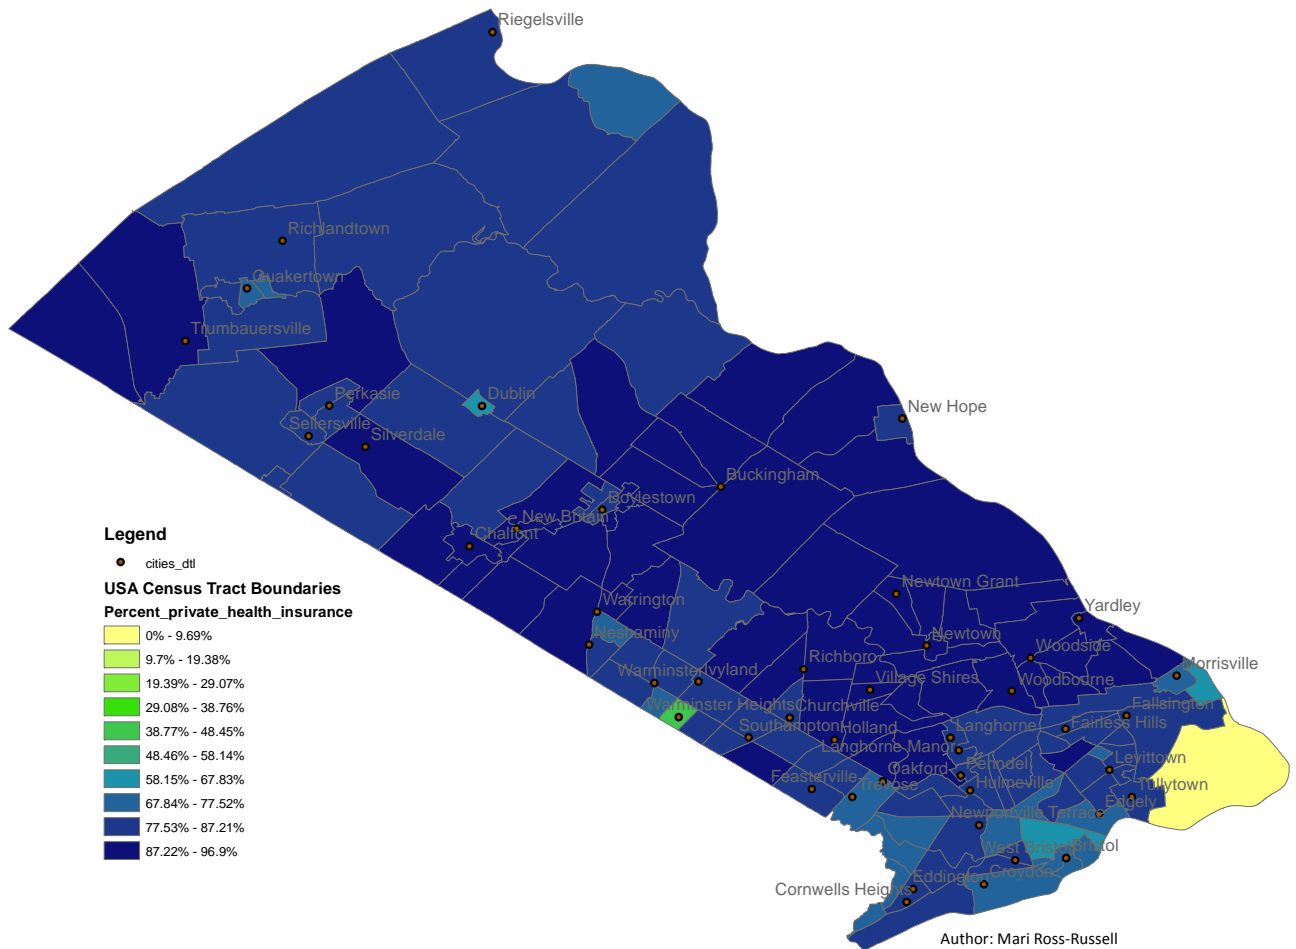 Riegelsville
Richlandtown
Quakertown
Trumbauersville
Perkasie
Dublin
New Hope
Sellersville
Silverdale
Buckingham
Doylestown
New Britain
Chalfont
Legend
cities_dtl
USA Census Tract Boundaries
Percent_private_health_insurance
0% - 9.69%
9.7% - 19.38%
19.39% - 29.07%
29.08% - 38.76%
38.77% - 48.45%
48.46% - 58.14%
58.15% - 67.83%
67.84% - 77.52%
77.53% - 87.21%
87.22% - 96.9%
Newtown Grant
Warrington
Yardley
Neshaminy
Newtown
Woodside
Warminster
Ivyland
Richboro
Morrisville
Village Shires
Woodbourne
Warminster Heights
Churchville
Fallsington
Southampton
Holland
Langhorne
Fairless Hills
Langhorne Manor
Penndel
Levittown
Feasterville
Oakford
Trevose
Hulmeville
Tullytown
Newportville Terrace
Edgely
West Bristol
Bristol
Eddington
Croydon
Cornwells Heights
Author: Mari Ross-Russell